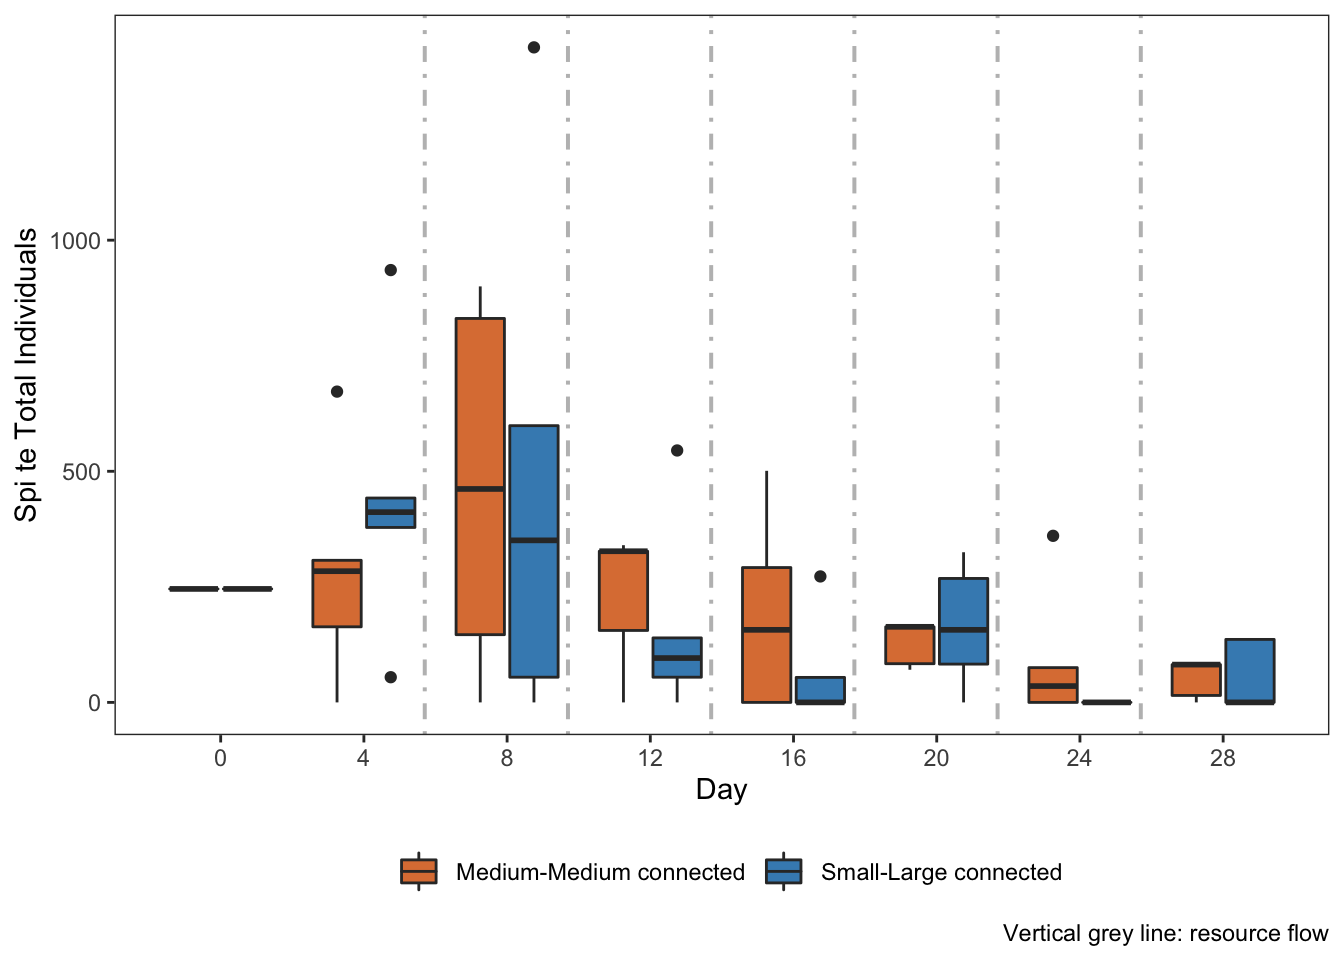 Spi te Total Individuals
1000
500
0
0 4 8 12 16 20 24 28
Day
Medium-Medium connected Small-Large connected
Vertical grey line: resource flow